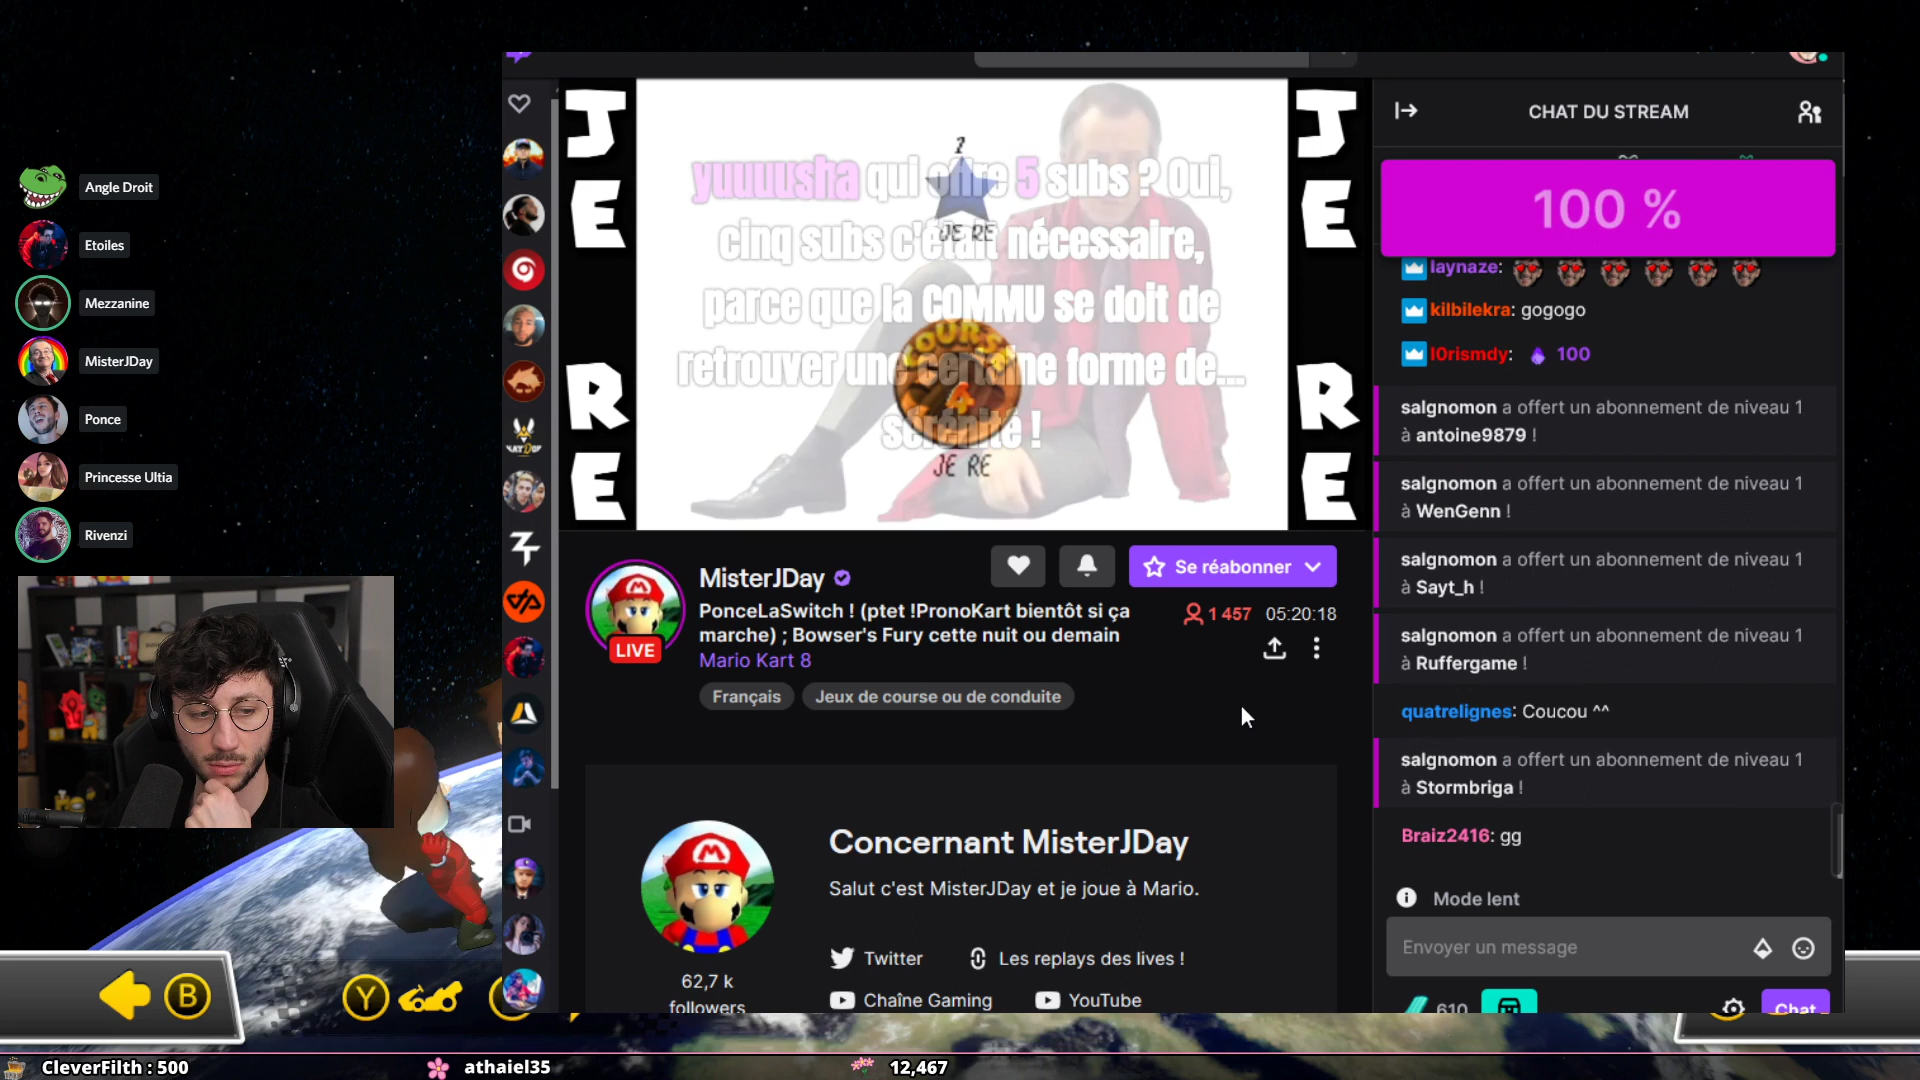 Angle Droit
Etoiles
Mezzanine
MisterJDay
Ponce
Princesse Ultia
Rivenzi
JE
RE
JE
RE
yuuuusha qui offre 5 subs ? Oui,
cinq subs c'était nécessaire,
parce que la COMMU se doit de
retrouver une certaine forme de...
sérénité !
2
JE RE
COURSE
4
JE RE
LIVE
MisterJDay
PonceLaSwitch ! (ptet !PronoKart bientôt si ça
marche) ; Bowser's Fury cette nuit ou demain
Mario Kart 8
Français
Jeux de course ou de conduite
Se réabonner
1 457
05:20:18
Concernant MisterJDay
Salut c'est MisterJDay et je joue à Mario.
62,7 k
followers
Twitter
Les replays des lives !
Chaîne Gaming
YouTube
CHAT DU STREAM
100 %
laynaze:
kilbilekra: gogogo
l0rismdy: 100
salgnomon a offert un abonnement de niveau 1
à antoine9879 !
salgnomon a offert un abonnement de niveau 1
à WenGenn !
salgnomon a offert un abonnement de niveau 1
à Sayt_h !
salgnomon a offert un abonnement de niveau 1
à Ruffergame !
quatrelignes: Coucou ^^
salgnomon a offert un abonnement de niveau 1
à Stormbriga !
Braiz2416: gg
Mode lent
Envoyer un message
610
Chat
B
Y
CleverFilth : 500
athaiel35
12,467